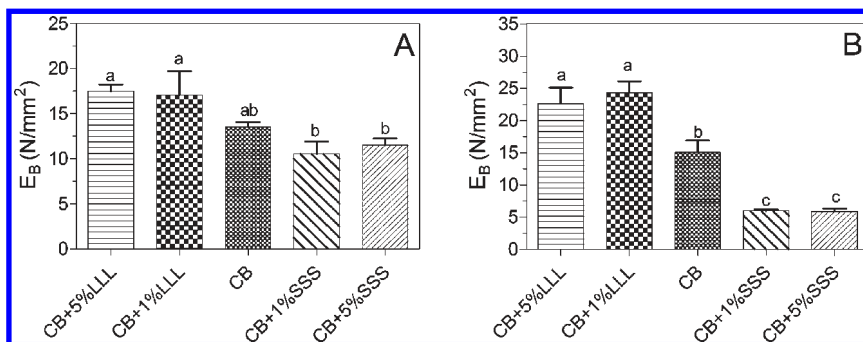 A
E_B (N/mm²)
25
20
15
10
5
0
a
a
ab
b
b
CB+5%LLL
CB+1%LLL
CB
CB+1%SSS
CB+5%SSS
B
E_B (N/mm²)
35
30
25
20
15
10
5
0
a
a
b
c
c
CB+5%LLL
CB+1%LLL
CB
CB+1%SSS
CB+5%SSS